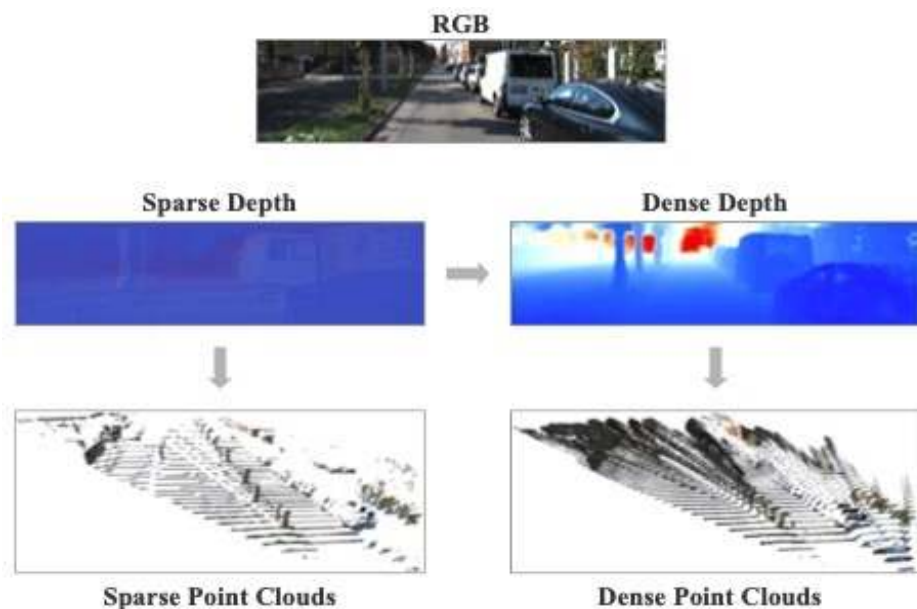 RGB
Sparse Depth
Dense Depth
Sparse Point Clouds
Dense Point Clouds